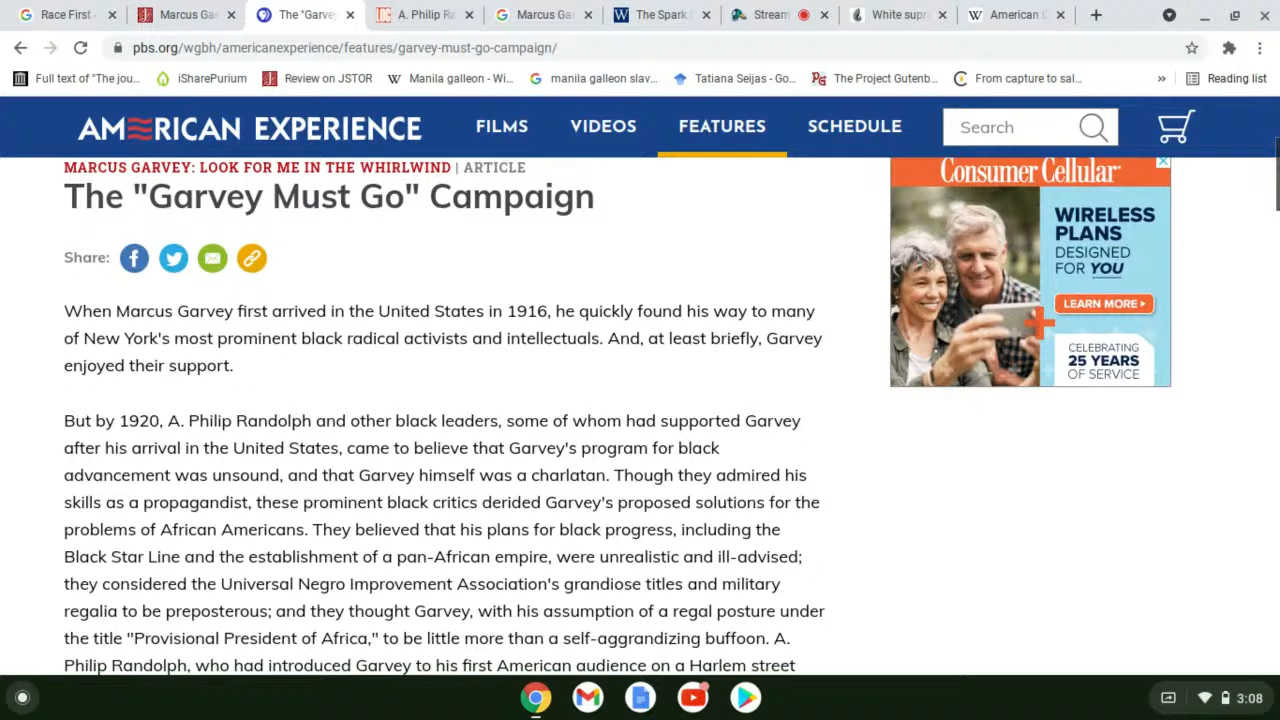 Race First
Marcus Ga
The "Garvey
A. Philip Ra
Marcus Ga
The Spark
Stream
White supr
American
pbs.org/wgbh/americanexperience/features/garvey-must-go-campaign/
Full text of "The jou...
iSharePurium
Review on JSTOR
Manila galleon - Wi...
manila galleon slav...
Tatiana Seijas - Go...
The Project Gutenb...
From capture to sal...
»
Reading list
AMERICAN EXPERIENCE
FILMS
VIDEOS
FEATURES
SCHEDULE
Search
MARCUS GARVEY: LOOK FOR ME IN THE WHIRLWIND | ARTICLE
The "Garvey Must Go" Campaign
Share:
When Marcus Garvey first arrived in the United States in 1916, he quickly found his way to many
of New York's most prominent black radical activists and intellectuals. And, at least briefly, Garvey
enjoyed their support.
But by 1920, A. Philip Randolph and other black leaders, some of whom had supported Garvey
after his arrival in the United States, came to believe that Garvey's program for black
advancement was unsound, and that Garvey himself was a charlatan. Though they admired his
skills as a propagandist, these prominent black critics derided Garvey's proposed solutions for the
problems of African Americans. They believed that his plans for black progress, including the
Black Star Line and the establishment of a pan-African empire, were unrealistic and ill-advised;
they considered the Universal Negro Improvement Association's grandiose titles and military
regalia to be preposterous; and they thought Garvey, with his assumption of a regal posture under
the title "Provisional President of Africa," to be little more than a self-aggrandizing buffoon. A.
Philip Randolph, who had introduced Garvey to his first American audience on a Harlem street
Consumer Cellular
WIRELESS
PLANS
DESIGNED
FOR YOU
LEARN MORE
CELEBRATING
25 YEARS
OF SERVICE
3:08